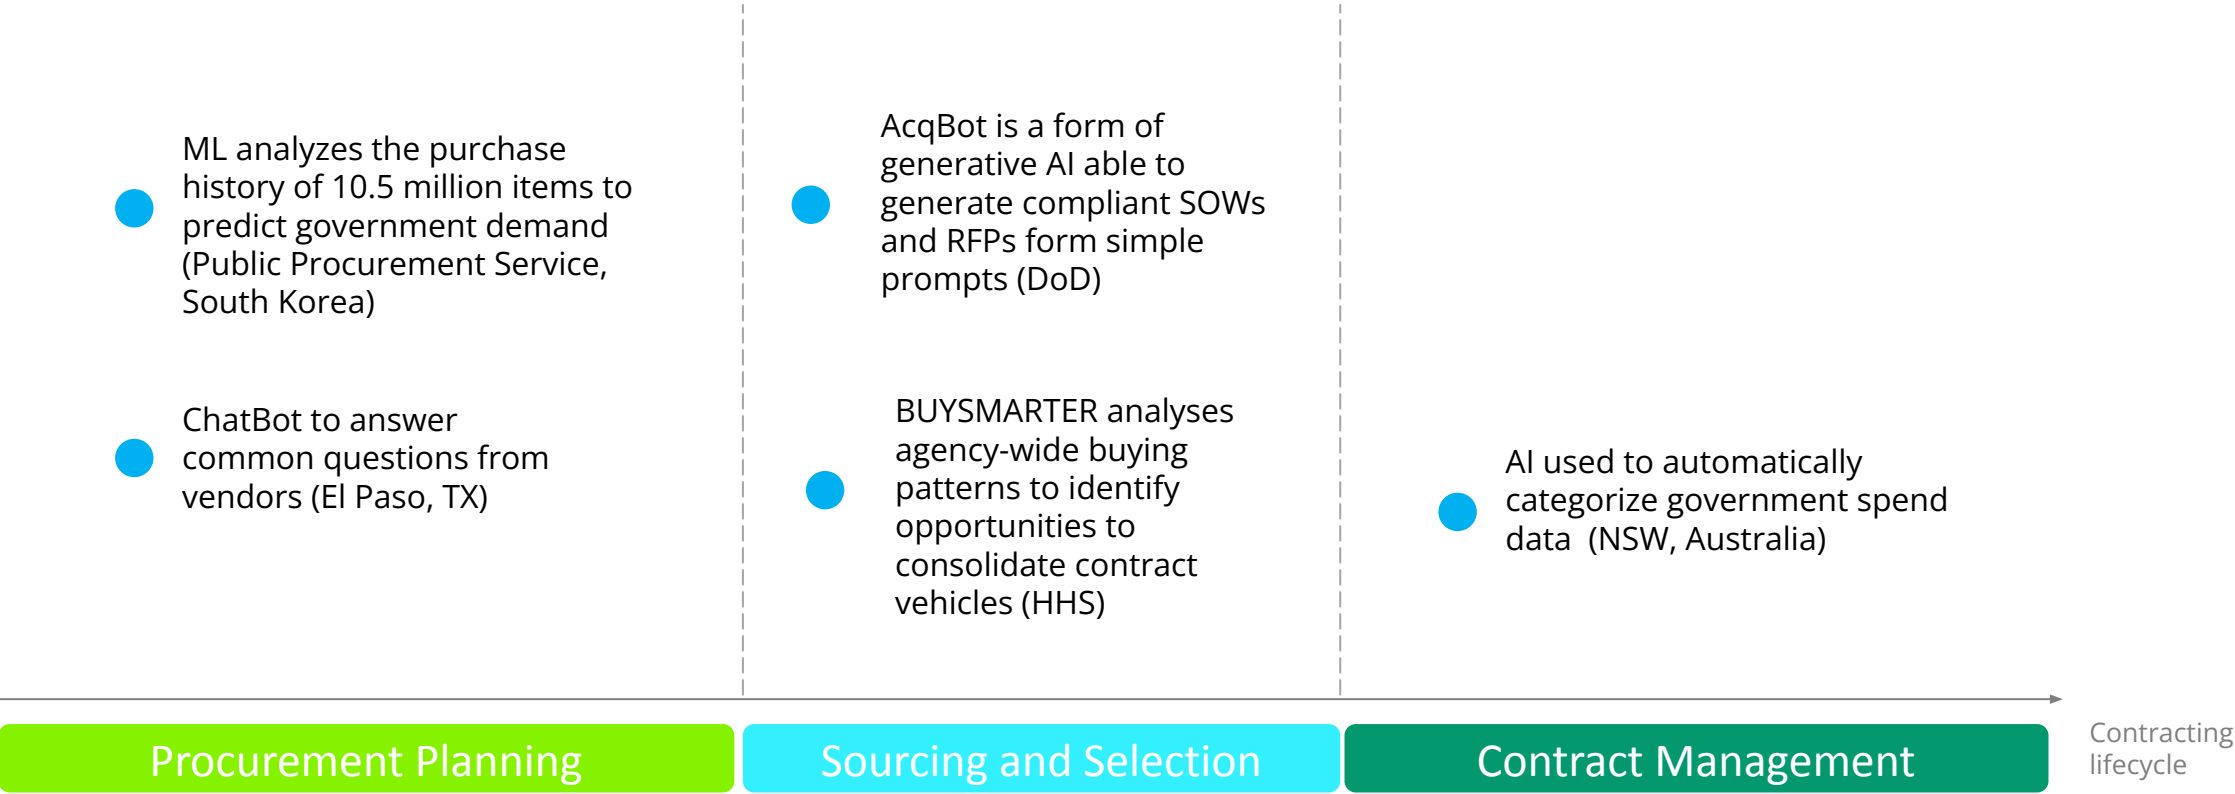 ML analyzes the purchase
history of 10.5 million items to
predict government demand
(Public Procurement Service,
South Korea)
ChatBot to answer
common questions from
vendors (El Paso, TX)
AcqBot is a form of
generative AI able to
generate compliant SOWs
and RFPs form simple
prompts (DoD)
BUYSMARTER analyses
agency-wide buying
patterns to identify
opportunities to
consolidate contract
vehicles (HHS)
AI used to automatically
categorize government spend
data  (NSW, Australia)
Procurement Planning
Sourcing and Selection
Contract Management
Contracting
lifecycle